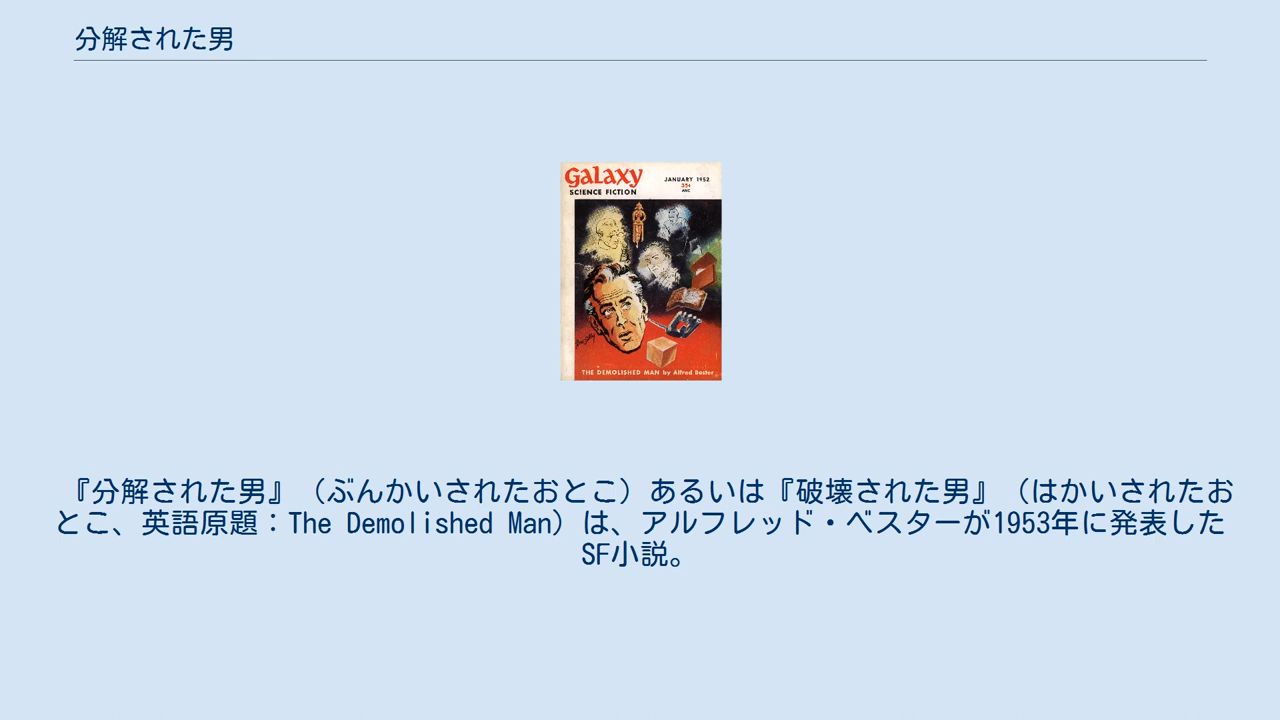 分解された男
Galaxy
SCIENCE FICTION
JANUARY 1952
35¢
ANC
THE DEMOLISHED MAN by Alfred Bester
『分解された男』（ぶんかいされたおとこ）あるいは『破壊された男』（はかいされたお
とこ、英語原題：The Demolished Man）は、アルフレッド・ベスターが1953年に発表した
SF小説。